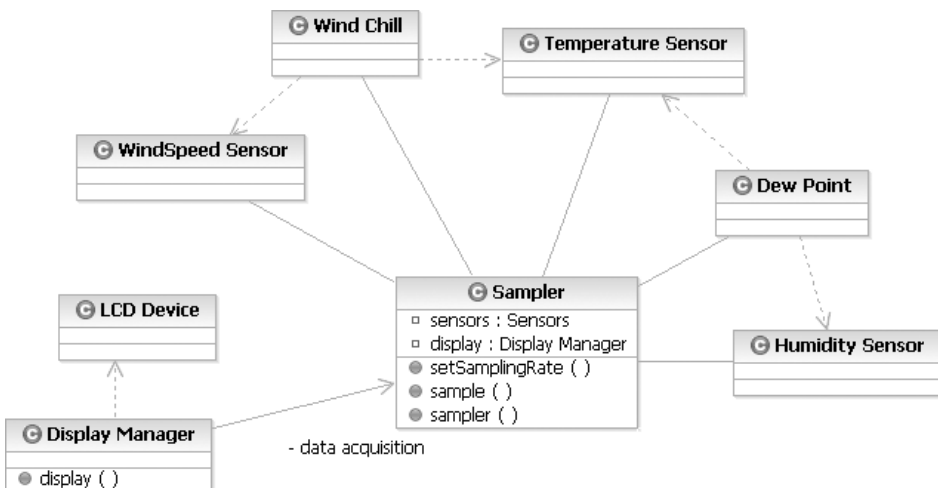 Wind Chill
Temperature Sensor
WindSpeed Sensor
Dew Point
Sampler
sensors : Sensors
display : Display Manager
setSamplingRate ( )
sample ( )
sampler ( )
LCD Device
Humidity Sensor
Display Manager
display ( )
- data acquisition